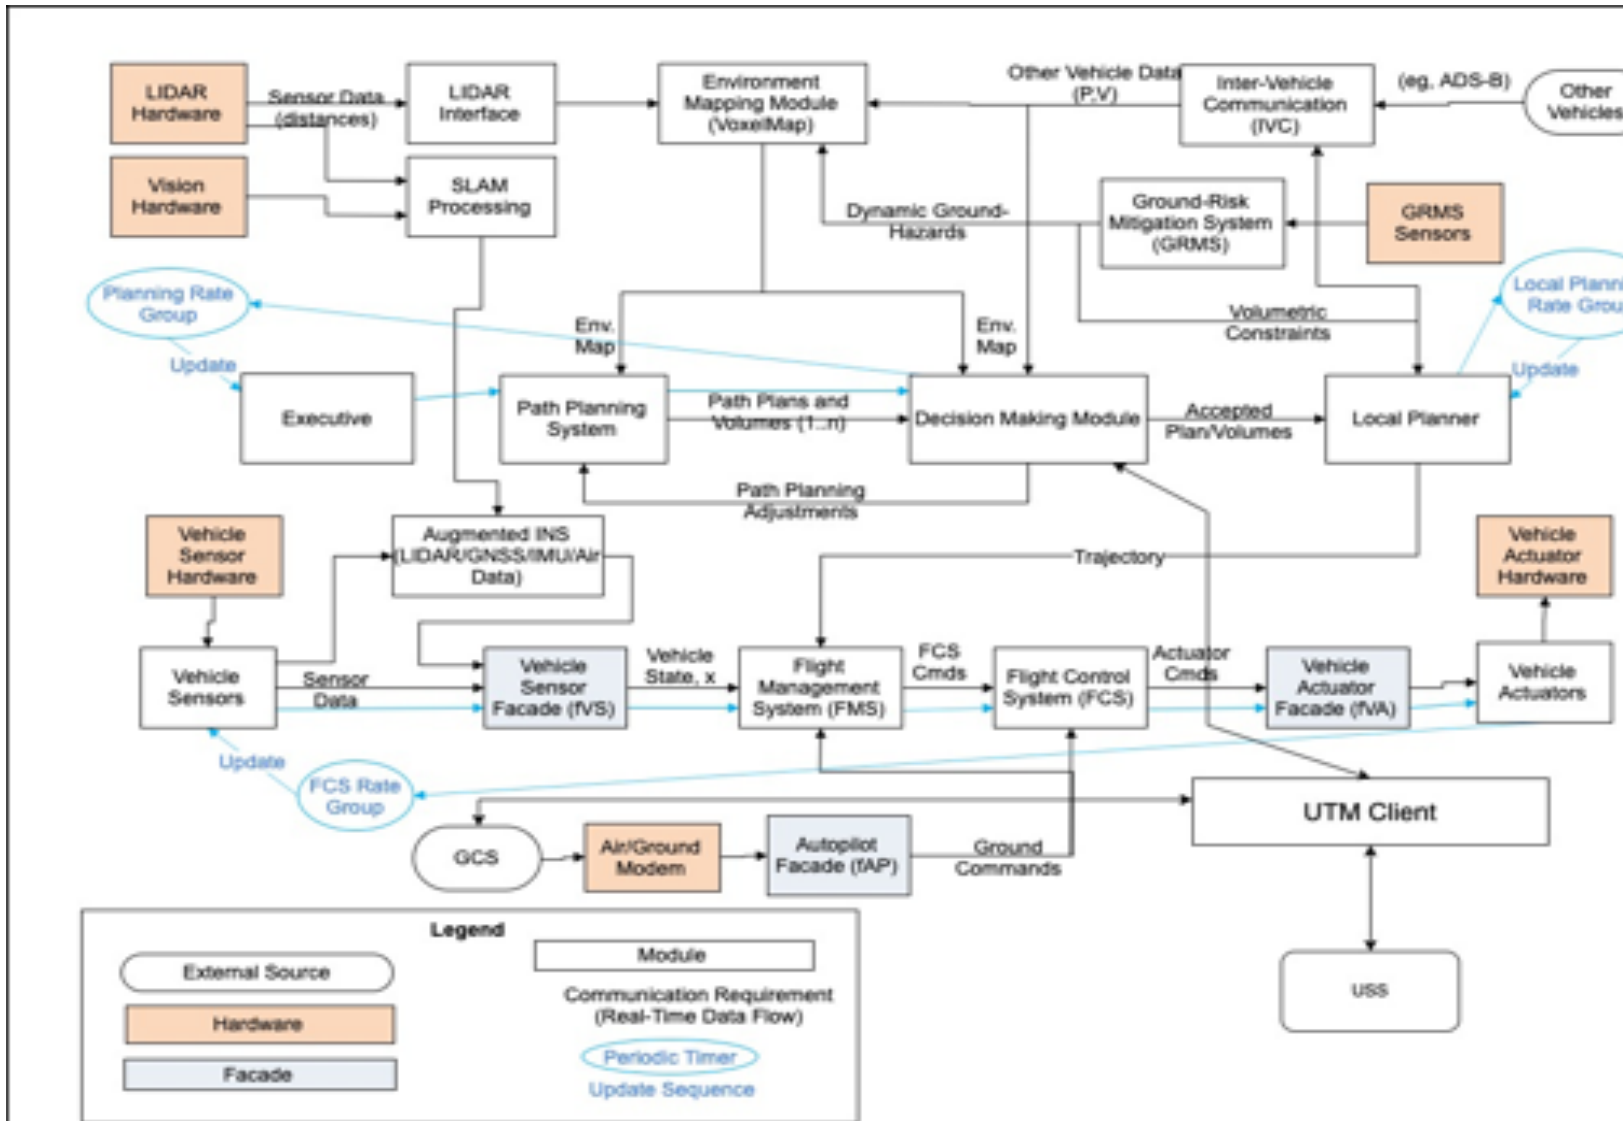 LIDAR
Hardware
Sensor Data
(distances)
LIDAR
Interface
Environment
Mapping Module
(VoxelMap)
Other Vehicle Data
(P,V)
Inter-Vehicle
Communication
(IVC)
(eg, ADS-B)
Other
Vehicles
Vision
Hardware
SLAM
Processing
Dynamic Ground-
Hazards
Ground-Risk
Mitigation System
(GRMS)
GRMS
Sensors
Planning Rate
Group
Update
Env.
Map
Env.
Map
Volumetric
Constraints
Local Planni
Rate Grou
Update
Executive
Path Planning
System
Path Plans and
Volumes (1..n)
Decision Making Module
Accepted
Plan/Volumes
Local Planner
Path Planning
Adjustments
Vehicle
Sensor
Hardware
Augmented INS
(LIDAR/GNSS/IMU/Air
Data)
Trajectory
Vehicle
Actuator
Hardware
Vehicle
Sensors
Sensor
Data
Vehicle
Sensor
Facade (fVS)
Vehicle
State, x
Flight
Management
System (FMS)
FCS
Cmds
Flight Control
System (FCS)
Actuator
Cmds
Vehicle
Actuator
Facade (fVA)
Vehicle
Actuators
Update
FCS Rate
Group
UTM Client
GCS
Air/Ground
Modem
Autopilot
Facade (fAP)
Ground
Commands
USS
Legend
External Source
Hardware
Facade
Module
Communication Requirement
(Real-Time Data Flow)
Periodic Timer
Update Sequence